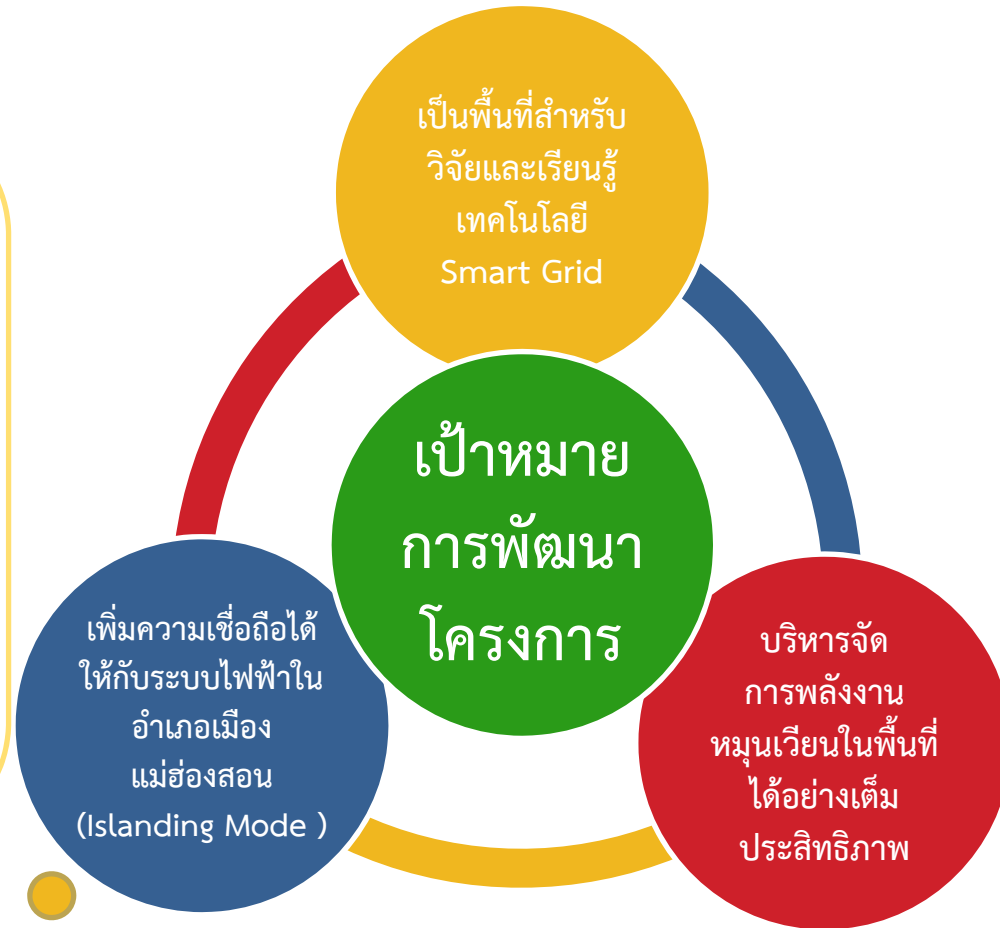 เป็นพื้นที่สำหรับ
วิจัยและเรียนรู้
เทคโนโลยี
Smart Grid
เป้าหมาย
การพัฒนา
โครงการ
เพิ่มความเชื่อถือได้
ให้กับระบบไฟฟ้าใน
อำเภอเมือง
แม่ฮ่องสอน
(Islanding Mode )
บริหารจัด
การพลังงาน
หมุนเวียนในพื้นที่
ได้อย่างเต็ม
ประสิทธิภาพ